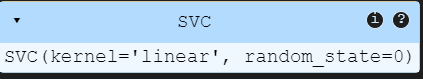 ▾ SVC i ?
SVC(kernel='linear', random_state=0)